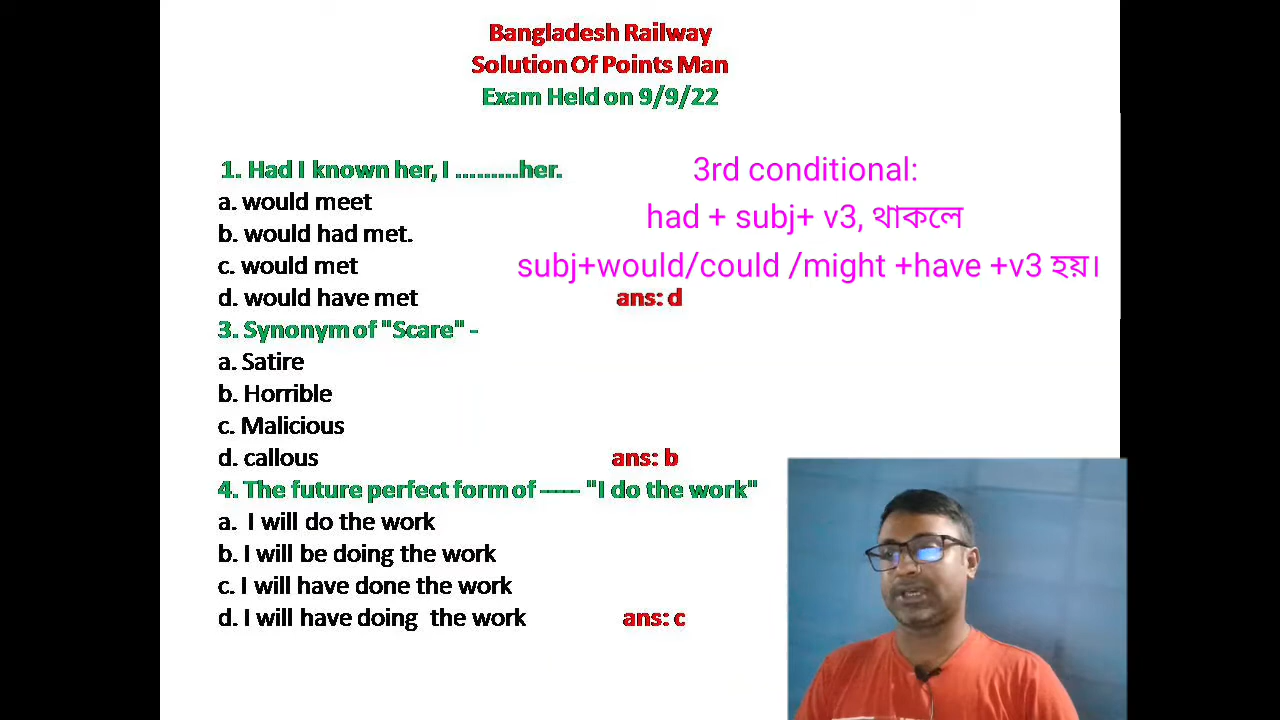 Bangladesh Railway
Solution Of Points Man
Exam Held on 9/9/22
1. Had I known her, I .........her.
a. would meet
b. would had met.
c. would met
d. would have met
ans: d
3rd conditional:
had + subj+ v3, থাকলে
subj+would/could /might +have +v3 হয়।
3. Synonym of "Scare" -
a. Satire
b. Horrible
c. Malicious
d. callous
ans: b
4. The future perfect form of ----- "I do the work"
a. I will do the work
b. I will be doing the work
c. I will have done the work
d. I will have doing the work
ans: c